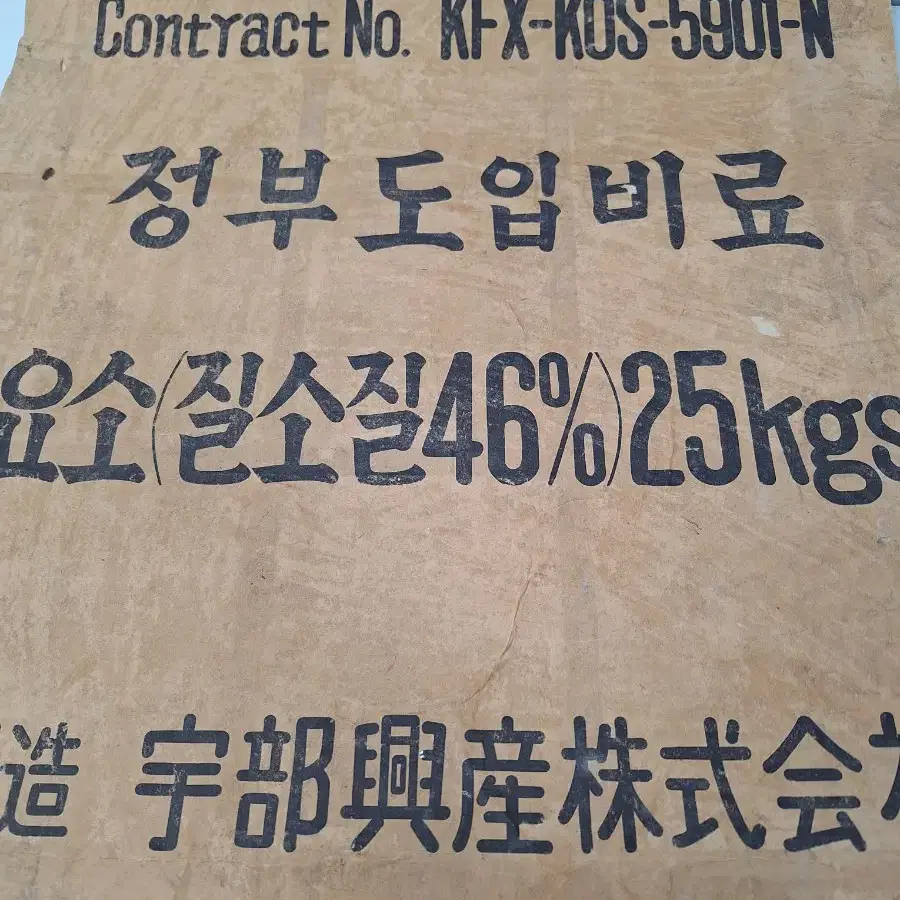 Contract No. KFX-KOS-5901-N
정부도입비료
요소(질소질46%)25kgs
造 宇部興産株式会